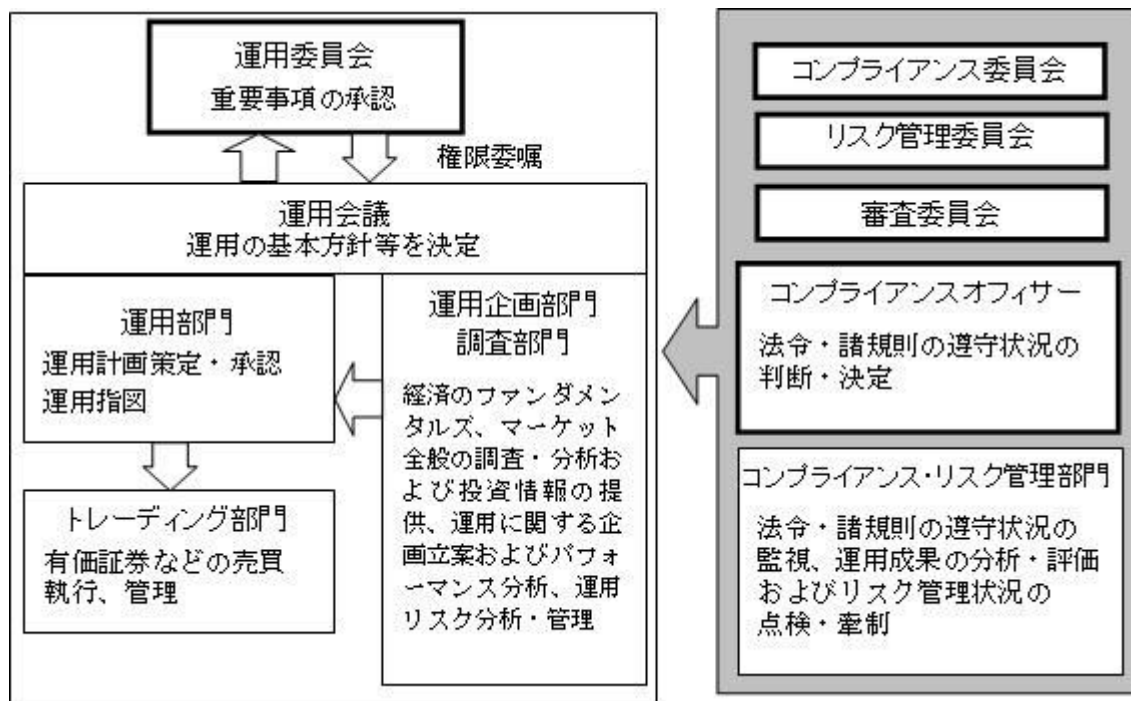 運用委員会
重要事項の承認
権限委嘱
運用会議
運用の基本方針等を決定
運用部門
運用計画策定・承認
運用指図
トレーディング部門
有価証券などの売買
執行、管理
運用企画部門
調査部門
経済のファンダメン
タルズ、マーケット
全般の調査・分析お
よび投資情報の提
供、運用に関する企
画立案およびパフォ
ーマンス分析、運用
リスク分析・管理
コンプライアンス委員会
リスク管理委員会
審査委員会
コンプライアンスオフィサー
法令・諸規則の遵守状況の
判断・決定
コンプライアンス・リスク管理部門
法令・諸規則の遵守状況の
監視、運用成果の分析・評価
およびリスク管理状況の
点検・牽制